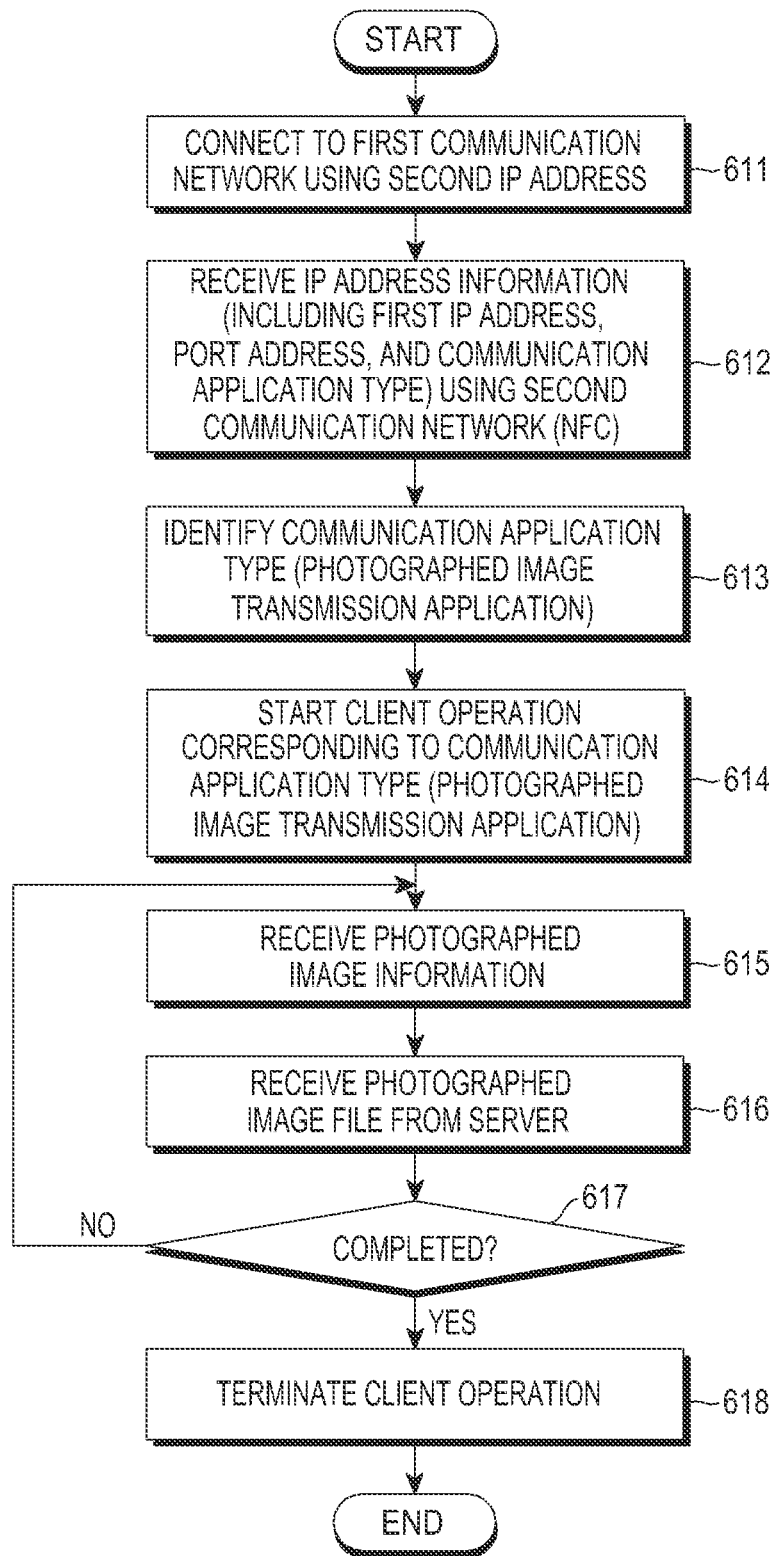 START
CONNECT TO FIRST COMMUNICATION
NETWORK USING SECOND IP ADDRESS
611
RECEIVE IP ADDRESS INFORMATION
(INCLUDING FIRST IP ADDRESS,
PORT ADDRESS, AND COMMUNICATION
APPLICATION TYPE) USING SECOND
COMMUNICATION NETWORK (NFC)
612
IDENTIFY COMMUNICATION APPLICATION
TYPE (PHOTOGRAPHED IMAGE
TRANSMISSION APPLICATION)
613
START CLIENT OPERATION
CORRESPONDING TO COMMUNICATION
APPLICATION TYPE (PHOTOGRAPHED
IMAGE TRANSMISSION APPLICATION)
614
RECEIVE PHOTOGRAPHED
IMAGE INFORMATION
615
RECEIVE PHOTOGRAPHED
IMAGE FILE FROM SERVER
616
617
NO
COMPLETED?
YES
TERMINATE CLIENT OPERATION
618
END